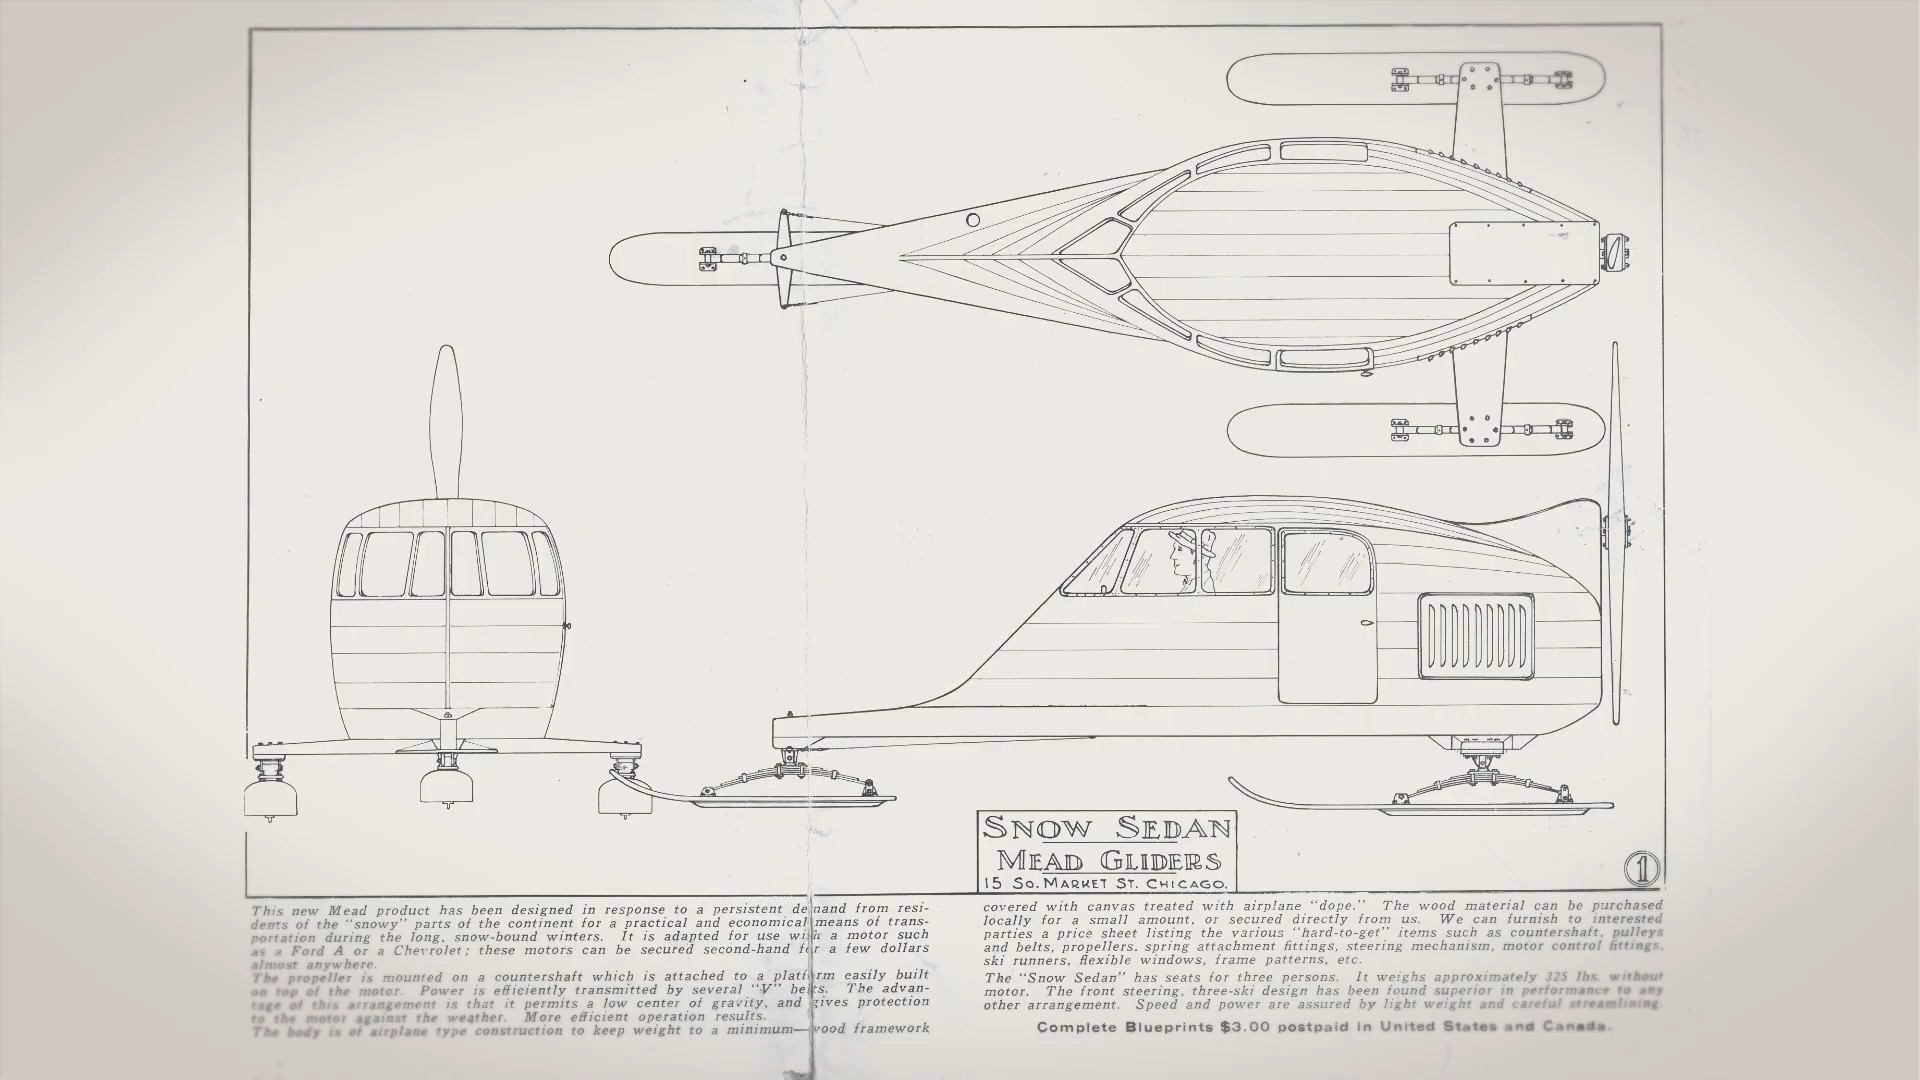 SNOW SEDAN
MEAD GLIDERS
15 SO. MARKET ST. CHICAGO.
1
This new Mead product has been designed in response to a persistent demand from resi-
dents of the "snowy" parts of the continent for a practical and economical means of trans-
portation during the long, snow-bound winters. It is adapted for use with a motor such
as a Ford A or a Chevrolet; these motors can be secured second-hand for a few dollars
almost anywhere.
The propeller is mounted on a countershaft which is attached to a platform easily built
on top of the motor. Power is efficiently transmitted by several "V" belts. The advan-
tage of this arrangement is that it permits a low center of gravity, and gives protection
to the motor against the weather. More efficient operation results.
The body is of airplane type construction to keep weight to a minimum—wood framework
covered with canvas treated with airplane "dope." The wood material can be purchased
locally for a small amount, or secured directly from us. We can furnish to interested
parties a price sheet listing the various "hard-to-get" items such as countershaft, pulleys
and belts, propellers, spring attachment fittings, steering mechanism, motor control fittings,
ski runners, flexible windows, frame patterns, etc.
The "Snow Sedan" has seats for three persons. It weighs approximately 325 lbs. without
motor. The front steering, three-ski design has been found superior in performance to any
other arrangement. Speed and power are assured by light weight and careful streamlining.
Complete Blueprints $3.00 postpaid in United States and Canada.